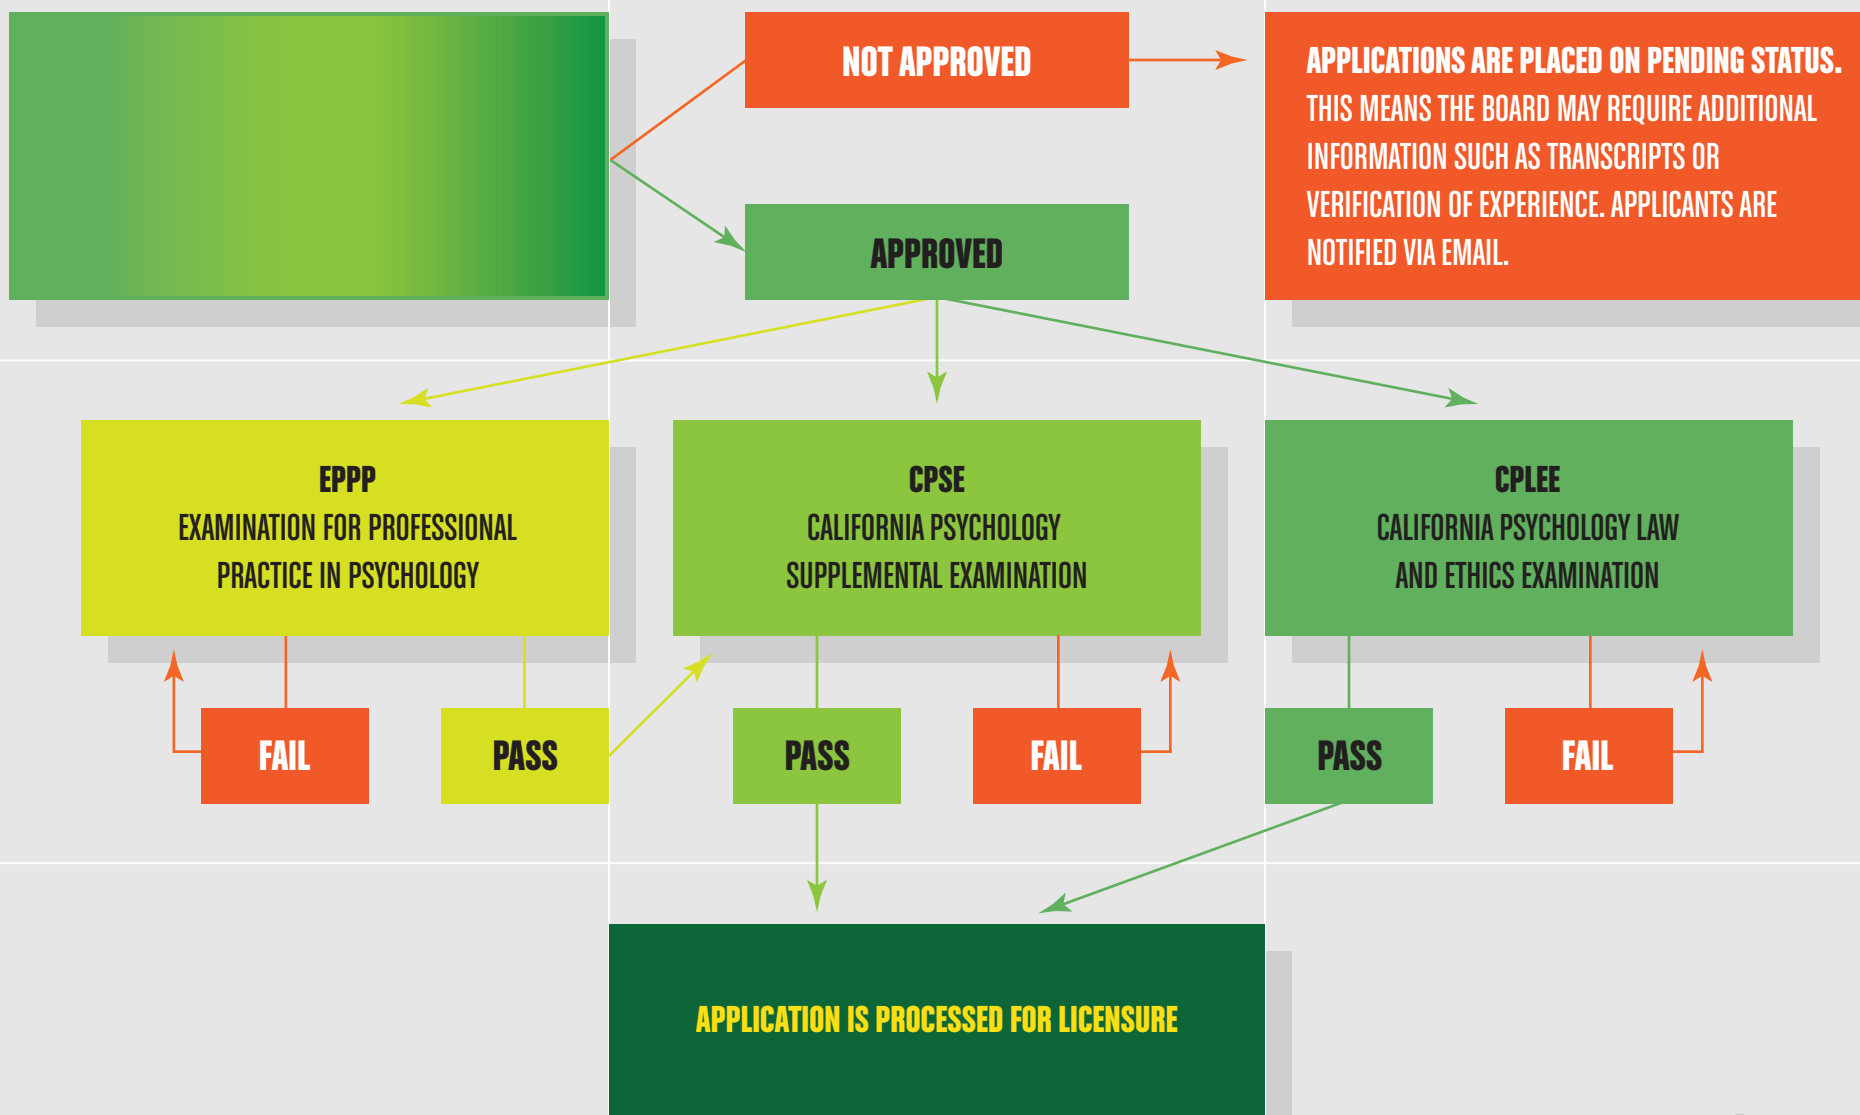 NOT APPROVED
APPLICATIONS ARE PLACED ON PENDING STATUS.
THIS MEANS THE BOARD MAY REQUIRE ADDITIONAL
INFORMATION SUCH AS TRANSCRIPTS OR
VERIFICATION OF EXPERIENCE. APPLICANTS ARE
NOTIFIED VIA EMAIL.
APPROVED
EPPP
EXAMINATION FOR PROFESSIONAL
PRACTICE IN PSYCHOLOGY
CPSE
CALIFORNIA PSYCHOLOGY
SUPPLEMENTAL EXAMINATION
CPLEE
CALIFORNIA PSYCHOLOGY LAW
AND ETHICS EXAMINATION
FAIL
PASS
PASS
FAIL
PASS
FAIL
APPLICATION IS PROCESSED FOR LICENSURE